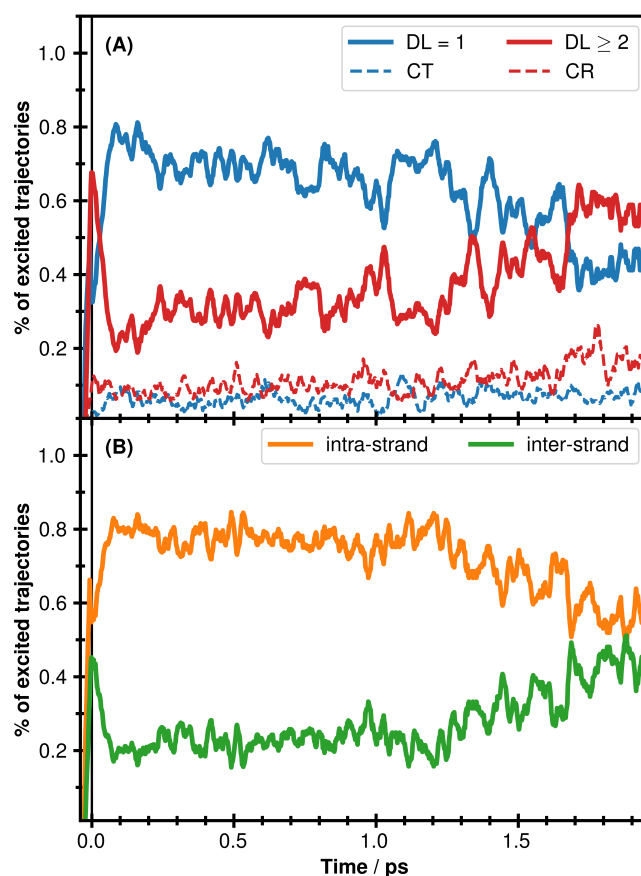 (A)
DL = 1
DL ≥ 2
CT
CR
% of excited trajectories
1.0
0.8
0.6
0.4
0.2
(B)
intra-strand
inter-strand
% of excited trajectories
1.0
0.8
0.6
0.4
0.2
0.0
0.5
1.0
1.5
Time / ps